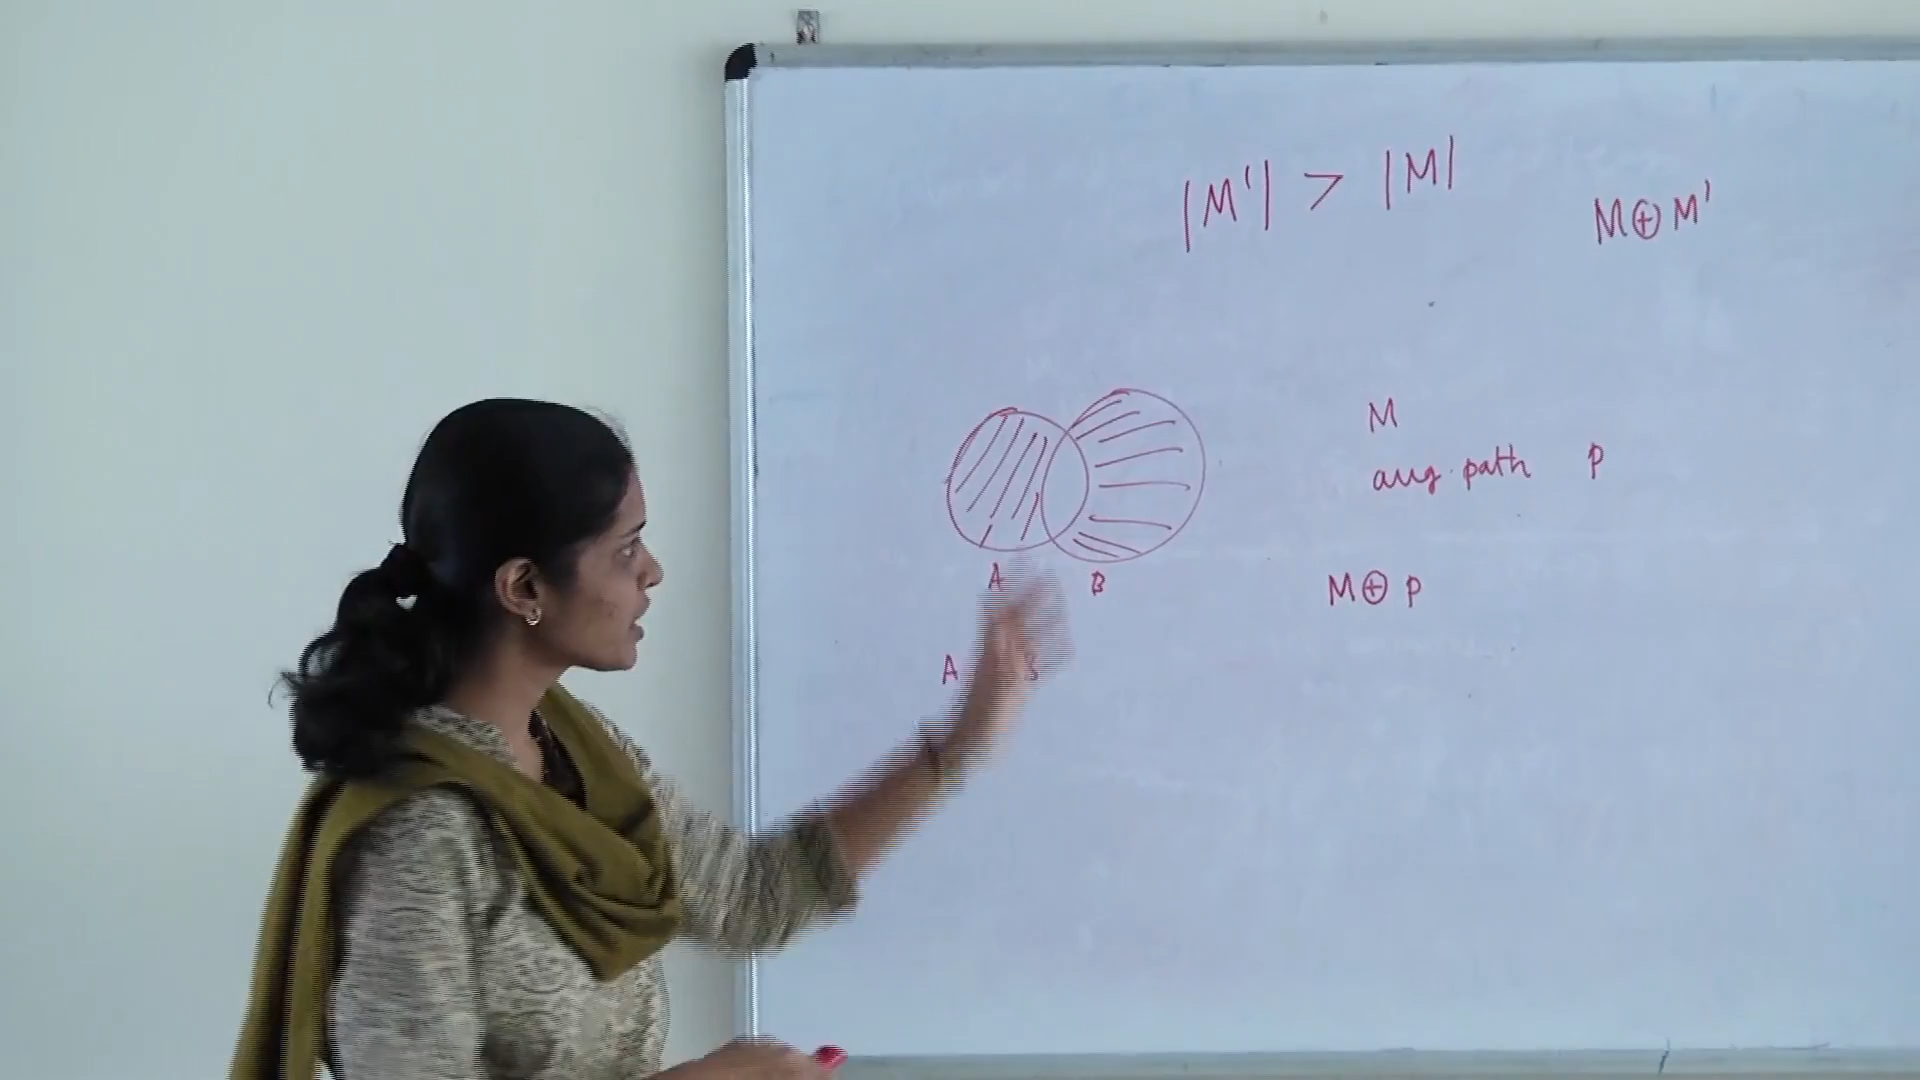 |M'| > |M|
M⊕M'
M
aug. path p
A B
M⊕p
A B